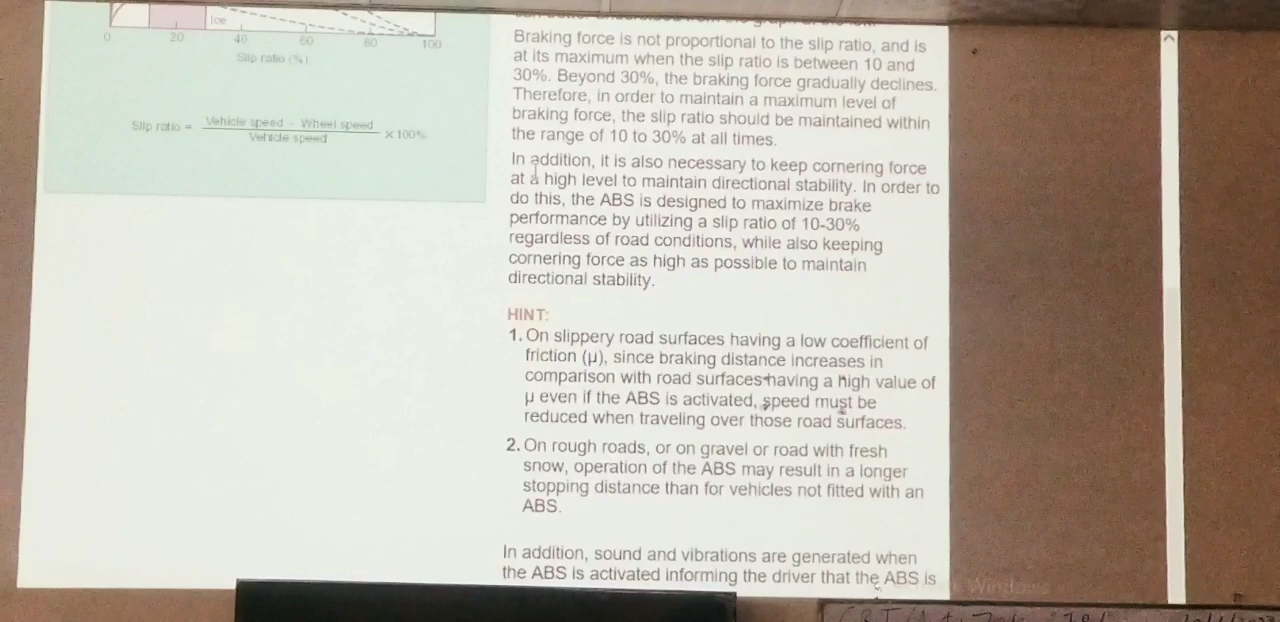 Ice
0 20 40 60 80 100
Slip ratio (%)
Slip ratio = Vehicle speed - Wheel speed
Vehicle speed
× 100%
Braking force is not proportional to the slip ratio, and is
at its maximum when the slip ratio is between 10 and
30%. Beyond 30%, the braking force gradually declines.
Therefore, in order to maintain a maximum level of
braking force, the slip ratio should be maintained within
the range of 10 to 30% at all times.
In addition, it is also necessary to keep cornering force
at a high level to maintain directional stability. In order to
do this, the ABS is designed to maximize brake
performance by utilizing a slip ratio of 10-30%
regardless of road conditions, while also keeping
cornering force as high as possible to maintain
directional stability.
HINT:
1. On slippery road surfaces having a low coefficient of
friction (μ), since braking distance increases in
comparison with road surfaces having a high value of
μ even if the ABS is activated, speed must be
reduced when traveling over those road surfaces.
2. On rough roads, or on gravel or road with fresh
snow, operation of the ABS may result in a longer
stopping distance than for vehicles not fitted with an
ABS.
In addition, sound and vibrations are generated when
the ABS is activated informing the driver that the ABS is
Windows